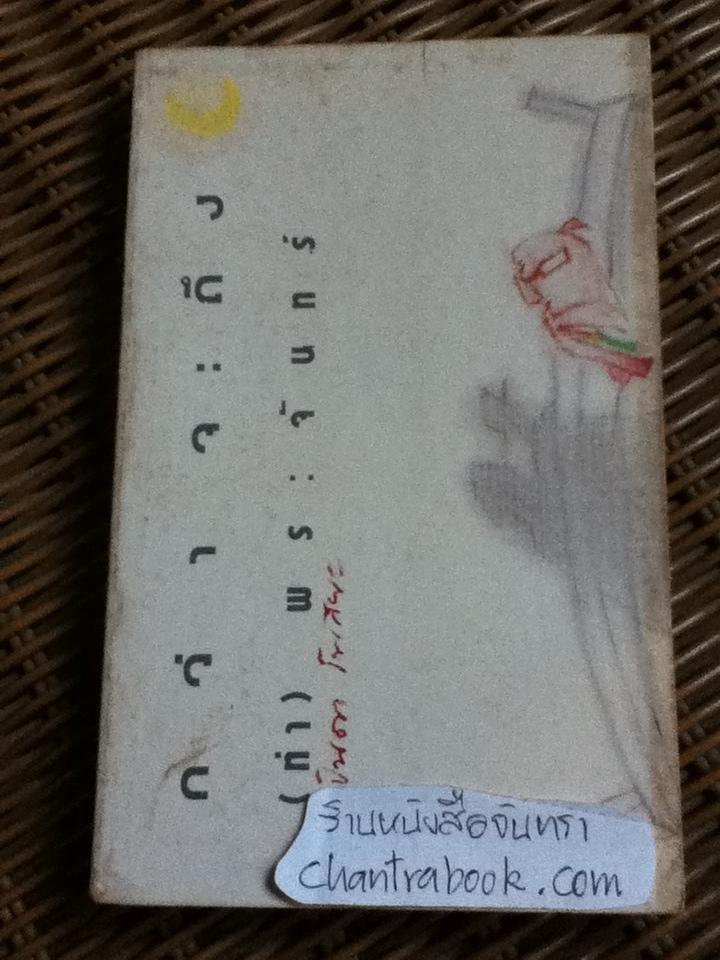 กว่าจะถึง
(ท่า) พระจันทร์
ร้านหนังสือจันทรา
chantrabook.com